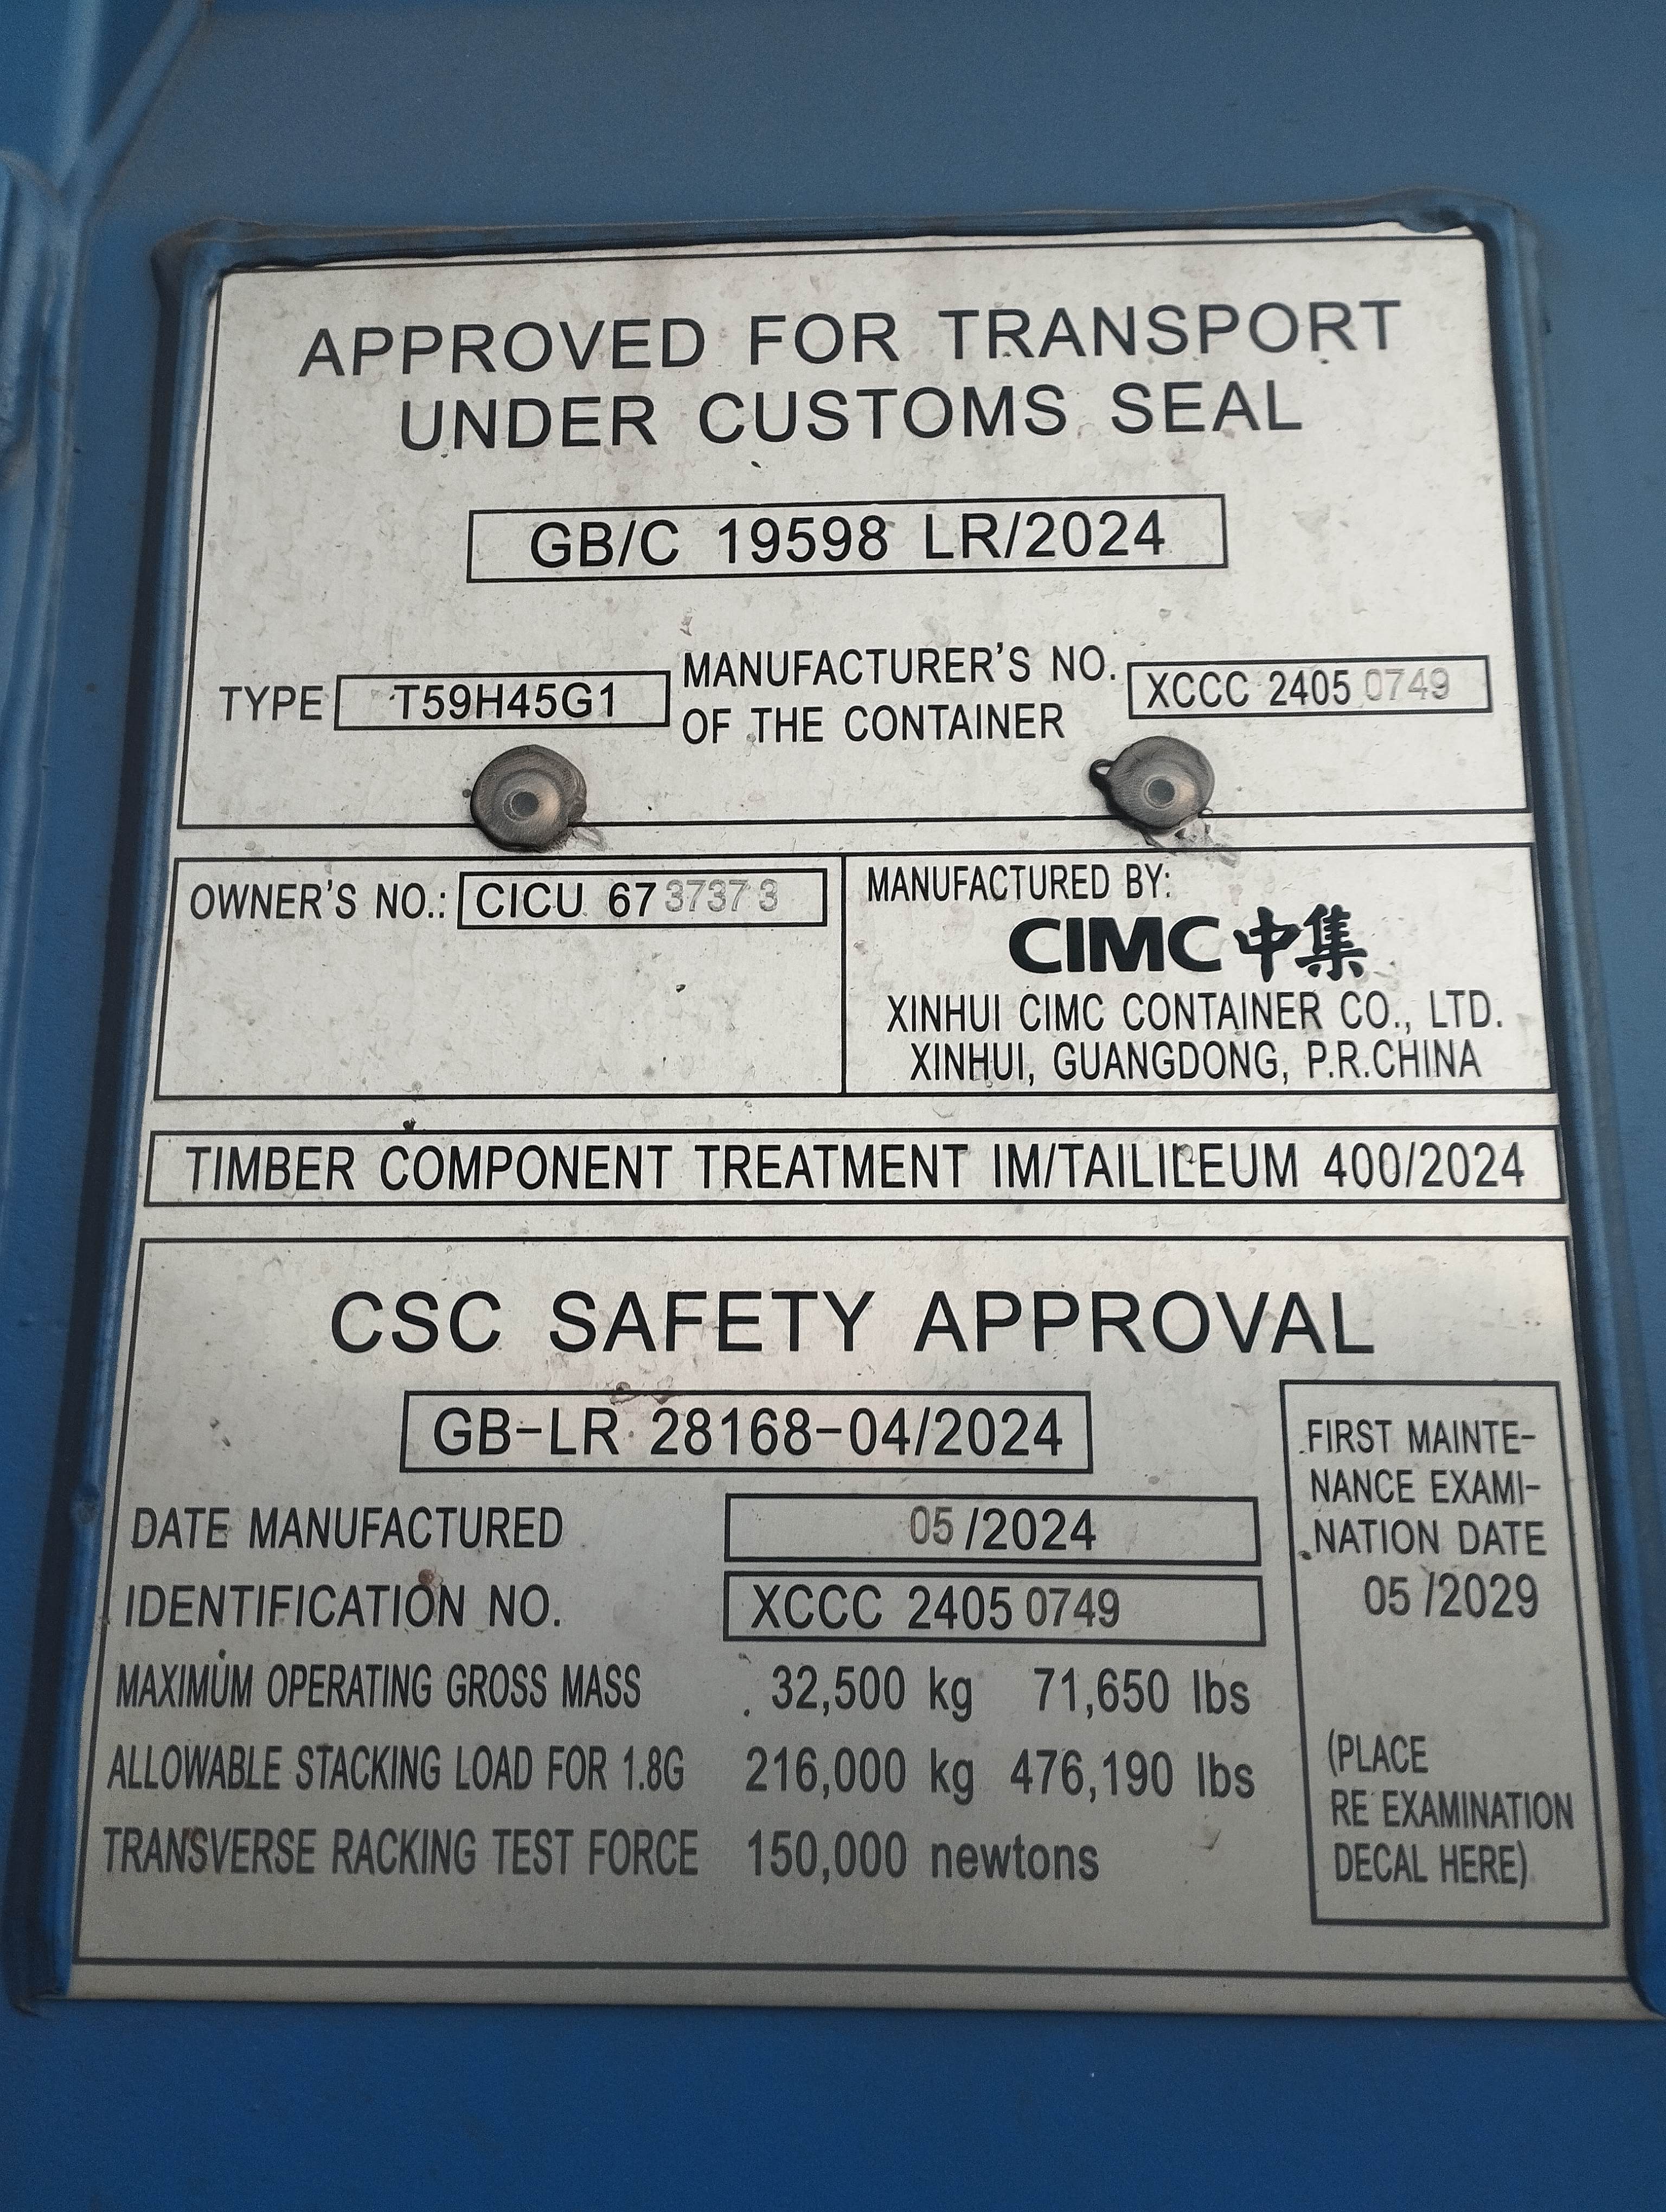 APPROVED FOR TRANSPORT
UNDER CUSTOMS SEAL
GB/C 19598 LR/2024
TYPE T59H45G1
MANUFACTURER'S NO.
OF THE CONTAINER
XCCC 2405 0749
OWNER'S NO.: CICU 67 3737 3
MANUFACTURED BY:
CIMC 中集
XINHUI CIMC CONTAINER CO., LTD.
XINHUI, GUANGDONG, P.R.CHINA
TIMBER COMPONENT TREATMENT IM/TAILILEUM 400/2024
CSC SAFETY APPROVAL
GB-LR 28168-04/2024
DATE MANUFACTURED 05/2024
IDENTIFICATION NO. XCCC 2405 0749
MAXIMUM OPERATING GROSS MASS 32,500 kg 71,650 lbs
ALLOWABLE STACKING LOAD FOR 1.8G 216,000 kg 476,190 lbs
TRANSVERSE RACKING TEST FORCE 150,000 newtons
FIRST MAINTE-
NANCE EXAMI-
NATION DATE
05/2029
(PLACE
RE EXAMINATION
DECAL HERE)